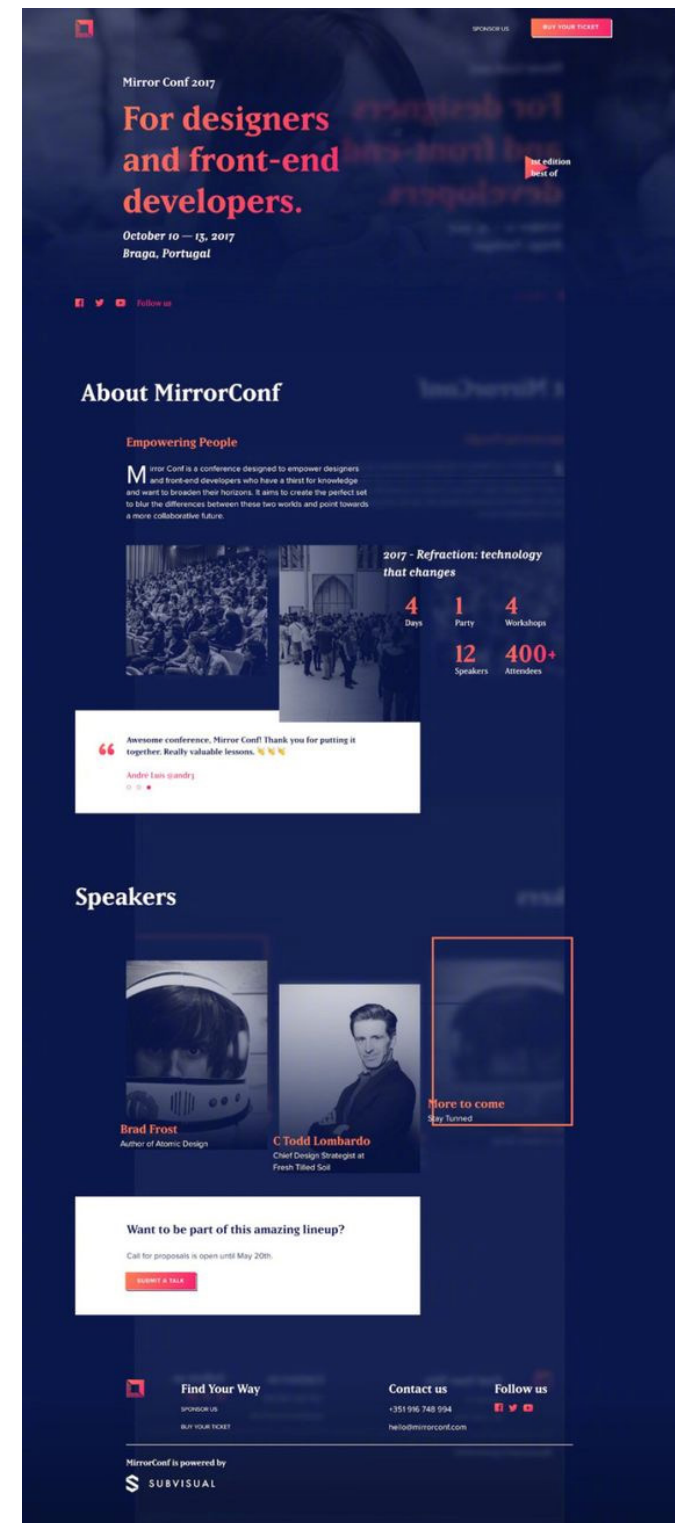 SPONSOR US
BUY YOUR TICKET
Mirror Conf 2017
For designers
and front-end
developers.
1st edition
best of
October 10 — 13, 2017
Braga, Portugal
Follow us
About MirrorConf
Empowering People
Mirror Conf is a conference designed to empower designers
and front-end developers who have a thirst for knowledge
and want to broaden their horizons. It aims to create the perfect set
to blur the differences between these two worlds and point towards
a more collaborative future.
2017 - Refraction: technology
that changes
4 1 4
Days Party Workshops
12 400+
Speakers Attendees
“ Awesome conference, Mirror Conf! Thank you for putting it
together. Really valuable lessons. 👏👏👏
Andre Luis @andr3
Speakers
Brad Frost
Author of Atomic Design
C Todd Lombardo
Chief Design Strategist at
Fresh Tilled Soil
More to come
Stay Tunned
Want to be part of this amazing lineup?
Call for proposals is open until May 20th.
SUBMIT A TALK
Find Your Way
SPONSOR US
BUY YOUR TICKET
Contact us
+351 916 748 994
hello@mirrorconf.com
Follow us
MirrorConf is powered by
SUBVISUAL